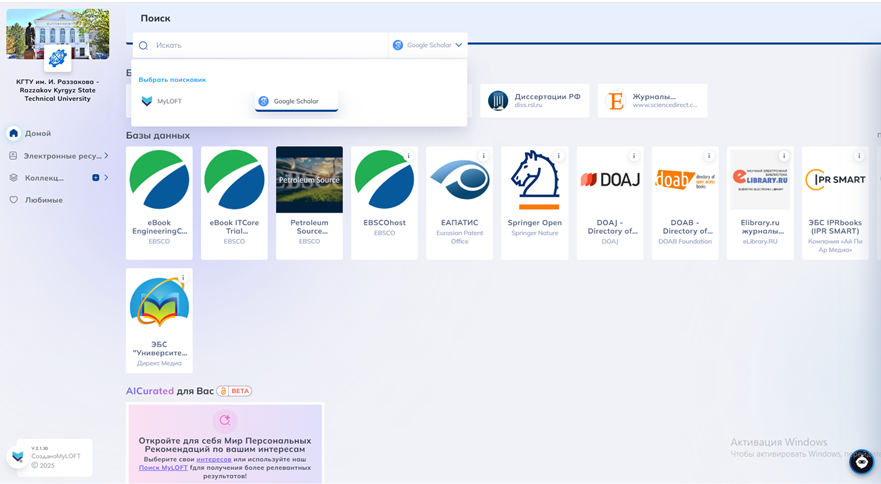 Поиск
КГТУ им. И. Раззакова -
Razzakov Kyrgyz State
Technical University
Искать
Google Scholar
Выбрать поисковик
MyLOFT
Google Scholar
Диссертации РФ
diss.rsl.ru
Журналы...
www.sciencedirect.c...
Домой
Электронные ресу...
Коллекц...
Любимые
Базы данных
eBook
EngineeringC...
EBSCO
eBook ITCore
Trial...
EBSCO
Petroleum Source
Petroleum
Source...
EBSCO
EBSCOhost
EBSCO
ЕАПАТИС
Eurasian Patent
Office
Springer Open
Springer Nature
DOAJ
DOAJ -
Directory of...
DOAJ
doab
directory of
open access
books
DOAB -
Directory of...
DOAB Foundation
eLIBRARY.RU
Elibrary.ru
журналы...
eLibrary.RU
IPR SMART
ЭБС IPRbooks
(IPR SMART)
Компания «Ай Пи
Ар Медиа»
ЭБС
"Университе...
Директ Медиа
AICurated для Вас BETA
Откройте для себя Мир Персональных
Рекомендаций по вашим интересам
Выберите свои интересов или используйте наш
Поиск MyLOFT fдля получения более релевантных
результатов!
V 2.1.30
СозданоMyLOFT
© 2025
Активация Windows
Чтобы активировать Windows,